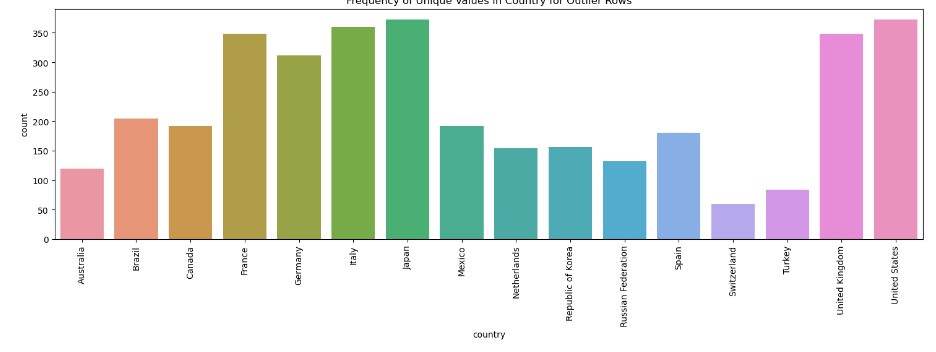 Frequency of Unique Values in Country for Outlier Rows
350
300
250
200
150
100
50
0
count
Australia
Brazil
Canada
France
Germany
Italy
Japan
Mexico
Netherlands
Republic of Korea
Russian Federation
Spain
Switzerland
Turkey
United Kingdom
United States
country